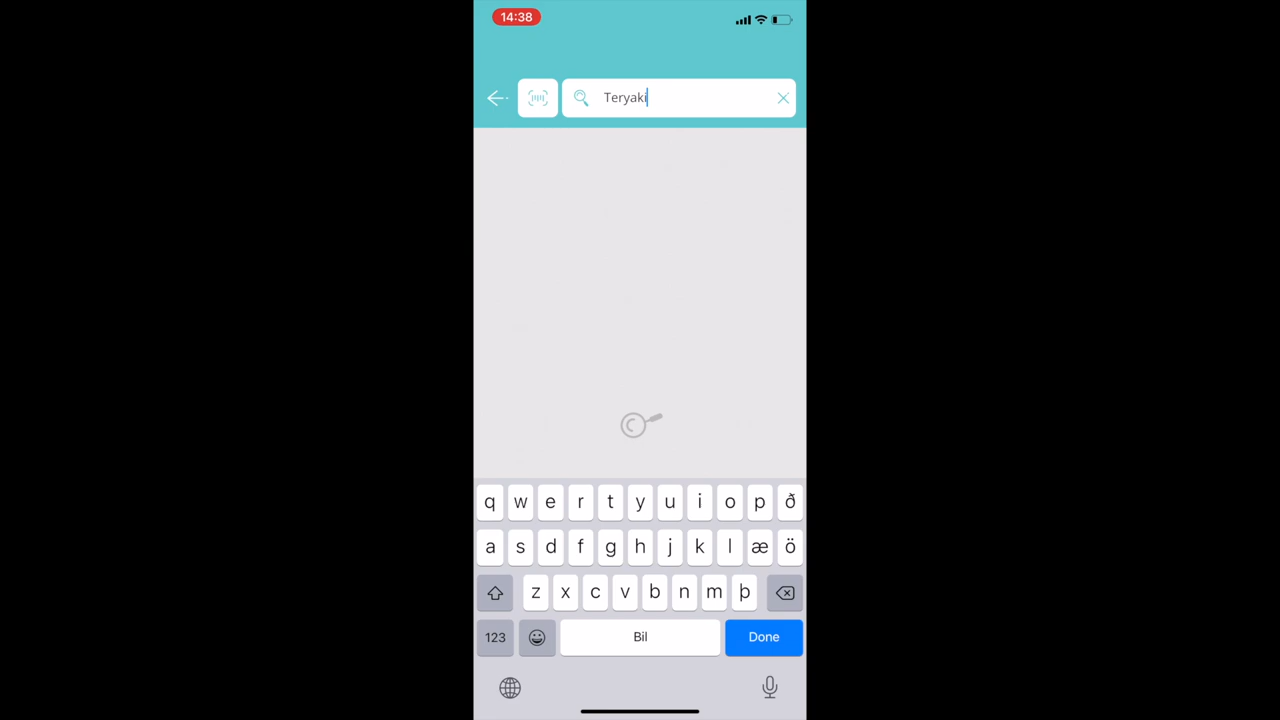 14:38
Teryaki
q w e r t y u i o p ð
a s d f g h j k l æ ö
z x c v b n m þ
123 Bil Done